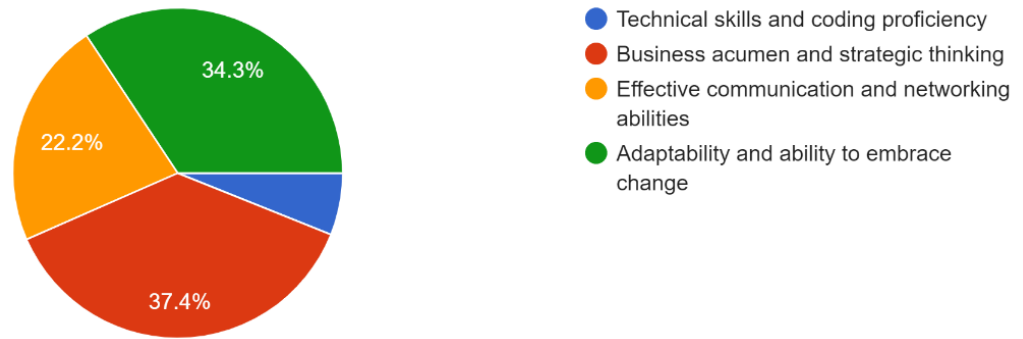 34.3%
22.2%
37.4%
Technical skills and coding proficiency
Business acumen and strategic thinking
Effective communication and networking
abilities
Adaptability and ability to embrace
change